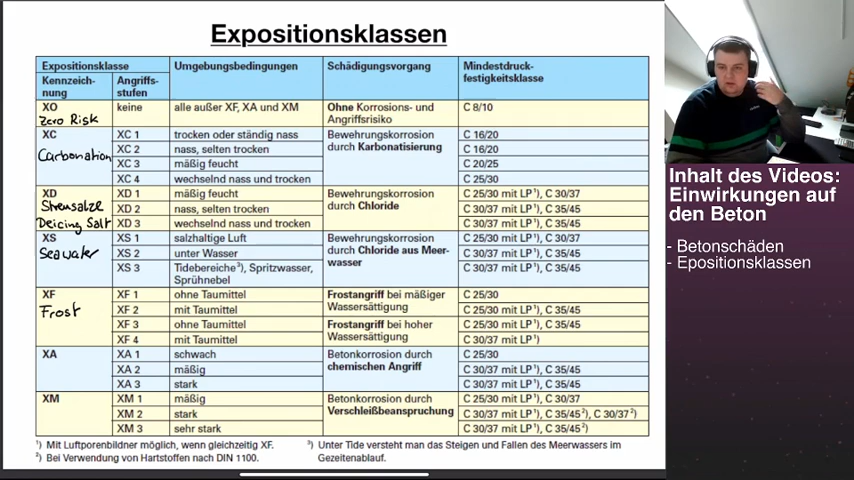 Expositionsklassen
Expositionsklasse Umgebungsbedingungen Schädigungsvorgang Mindestdruck-
festigkeitsklasse
Kennzeich-
nung Angriffs-
stufen
XO keine alle außer XF, XA und XM Ohne Korrosions- und
Angriffsrisiko C 8/10
Zero Risk
XC XC 1 trocken oder ständig nass Bewehrungskorrosion
durch Karbonatisierung C 16/20
Carbonation XC 2 nass, selten trocken C 16/20
XC 3 mäßig feucht C 20/25
XC 4 wechselnd nass und trocken C 25/30
XD XD 1 mäßig feucht Bewehrungskorrosion
durch Chloride C 25/30 mit LP¹), C 30/37
Streusalze XD 2 nass, selten trocken C 30/37 mit LP¹), C 35/45
Deicing Salt XD 3 wechselnd nass und trocken C 30/37 mit LP¹), C 35/45
XS XS 1 salzhaltige Luft Bewehrungskorrosion
durch Chloride aus Meer-
wasser C 25/30 mit LP¹), C 30/37
Seawater XS 2 unter Wasser C 30/37 mit LP¹), C 35/45
XS 3 Tidebereiche³), Spritzwasser,
Sprühnebel C 30/37 mit LP¹), C 35/45
XF XF 1 ohne Taumittel Frostangriff bei mäßiger
Wassersättigung C 25/30
Frost XF 2 mit Taumittel C 25/30 mit LP¹), C 35/45
XF 3 ohne Taumittel Frostangriff bei hoher
Wassersättigung C 25/30 mit LP¹), C 35/45
XF 4 mit Taumittel C 30/37 mit LP¹)
XA XA 1 schwach Betonkorrosion durch
chemischen Angriff C 25/30
XA 2 mäßig C 30/37 mit LP¹), C 35/45
XA 3 stark C 30/37 mit LP¹), C 35/45
XM XM 1 mäßig Betonkorrosion durch
Verschleißbeanspruchung C 25/30 mit LP¹), C 30/37
XM 2 stark C 30/37 mit LP¹), C 35/45²), C 30/37²)
XM 3 sehr stark C 30/37 mit LP¹), C 35/45²)
¹) Mit Luftporenbildner möglich, wenn gleichzeitig XF.
²) Bei Verwendung von Hartstoffen nach DIN 1100.
³) Unter Tide versteht man das Steigen und Fallen des Meerwassers im
Gezeitenablauf.
Inhalt des Videos:
Einwirkungen auf
den Beton
- Betonschäden
- Epositionsklassen